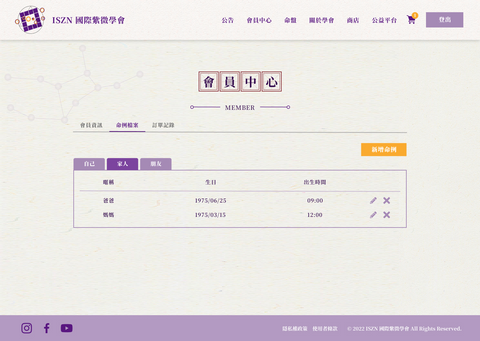 ISZN 國際紫微學會
公告 會員中心 命盤 關於學會 商店 公益平台 登出
會員中心
MEMBER
會員資訊 命例檔案 訂單記錄
新增命例
自己 家人 朋友
暱稱 生日 出生時間
爸爸 1975/06/25 09:00
媽媽 1975/03/15 12:00
隱私權政策 使用者條款 © 2022 ISZN 國際紫微學會 All Rights Reserved.